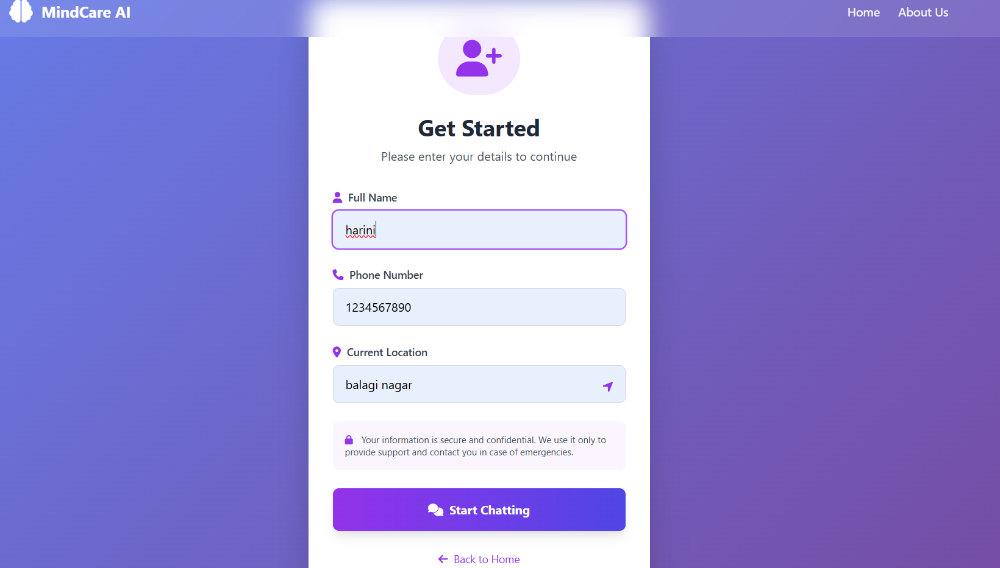 MindCare AI
Home
About Us
Get Started
Please enter your details to continue
Full Name
harini
Phone Number
1234567890
Current Location
balagi nagar
Your information is secure and confidential. We use it only to
provide support and contact you in case of emergencies.
Start Chatting
Back to Home